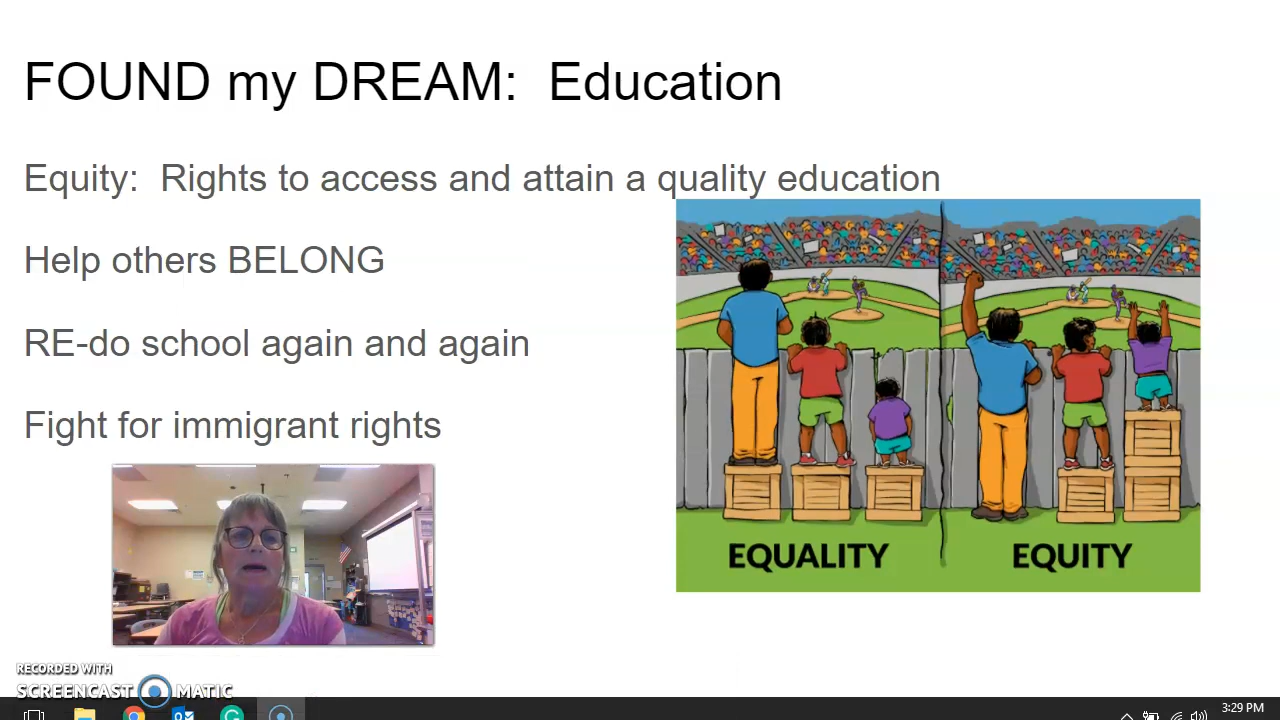 FOUND my DREAM:  Education
Equity:  Rights to access and attain a quality education
Help others BELONG
RE-do school again and again
Fight for immigrant rights
EQUALITY
EQUITY
RECORDED WITH
SCREENCAST MATIC
3:29 PM